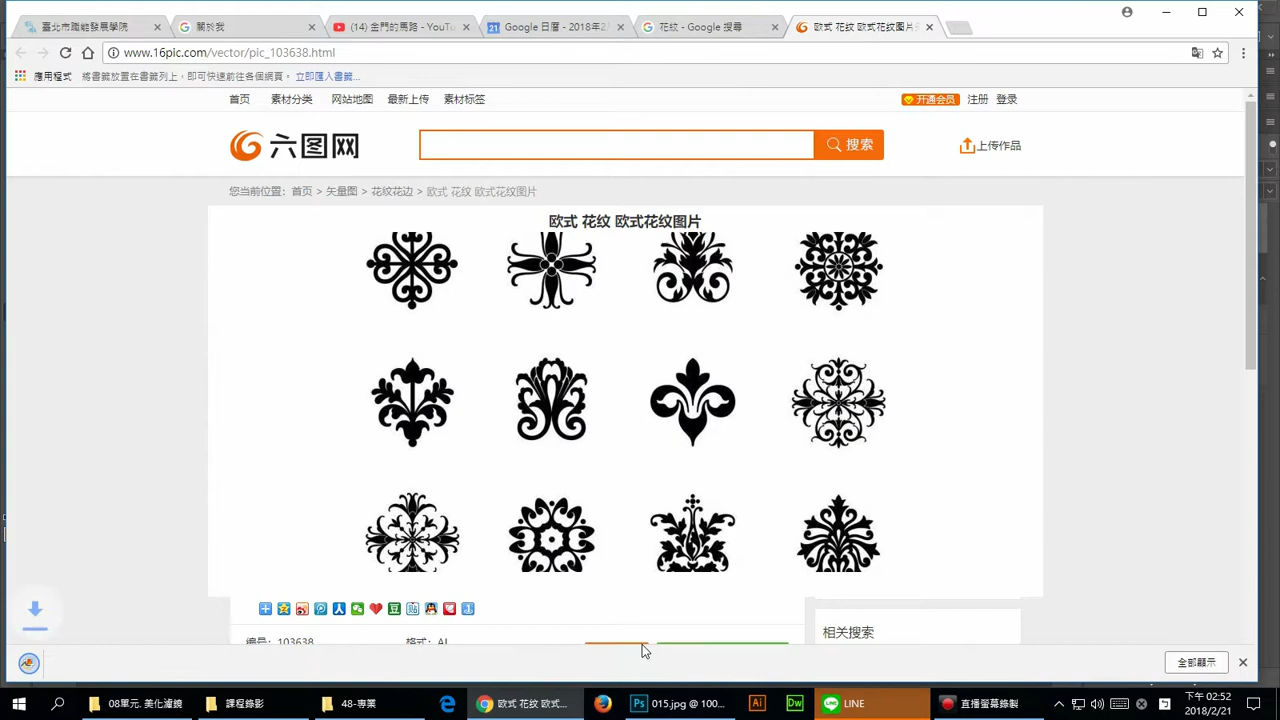 臺北市職能發展學院
關於我
(14) 金門的馬路 - YouTu
Google 日曆 - 2018年2
花纹 - Google 搜尋
欧式 花纹 欧式花纹图片
www.16pic.com/vector/pic_103638.html
應用程式
將書籤放置在書籤列上，即可快速前往各個網頁。
立即匯入書籤...
首页
素材分类
网站地图
最新上传
素材标签
开通会员
注册
登录
六图网
搜索
上传作品
您当前位置: 首页 > 矢量图 > 花纹花边 > 欧式 花纹 欧式花纹图片
欧式 花纹 欧式花纹图片
编号: 103638
格式: AI
相关搜索
全部顯示
08單元. 美化濾鏡
課程錄影
48-專業
欧式 花纹 欧式...
015.jpg @ 100...
LINE
直播螢幕錄製
下午 02:52
2018/2/21